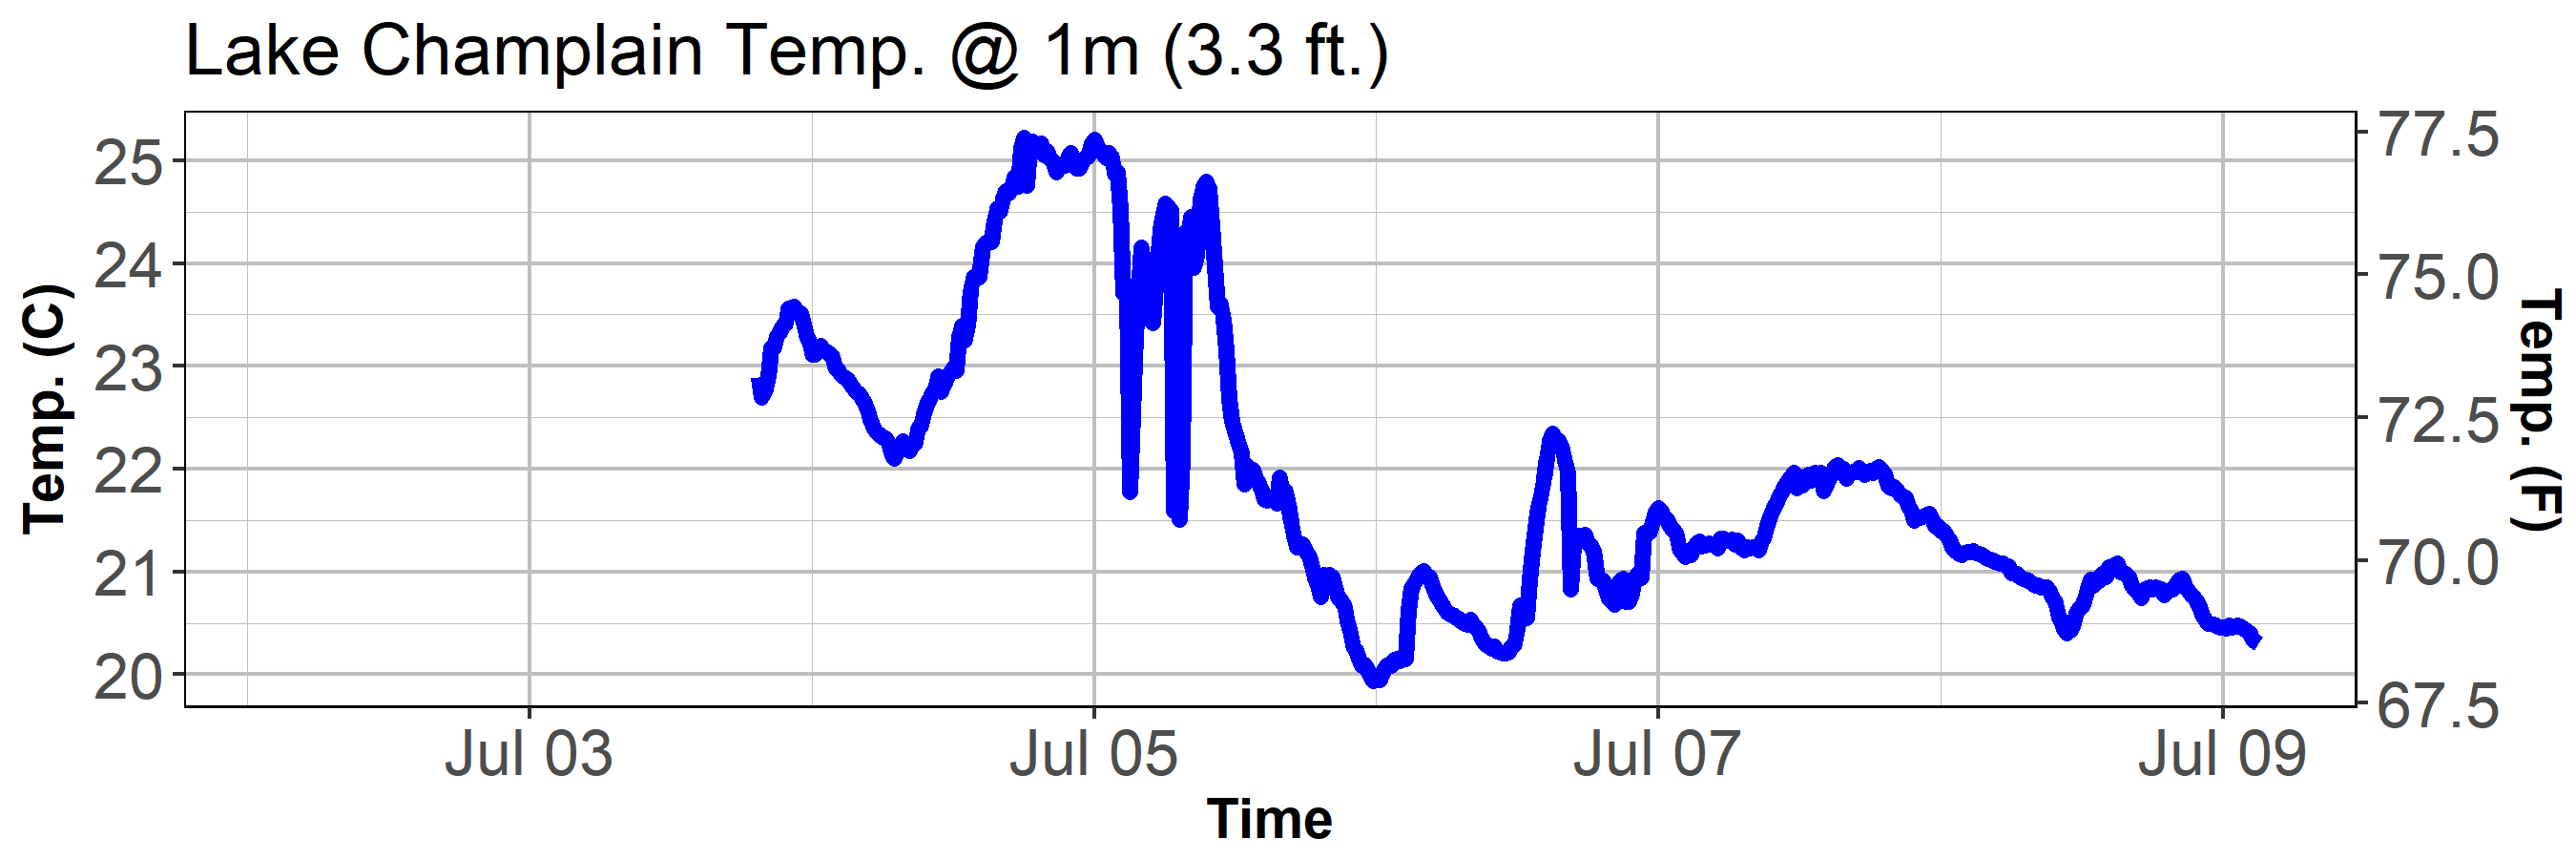 Lake Champlain Temp. @ 1m (3.3 ft.)
Temp. (C)
25
24
23
22
21
20
77.5
75.0
72.5
70.0
67.5
Temp. (F)
Jul 03 Jul 05 Jul 07 Jul 09
Time